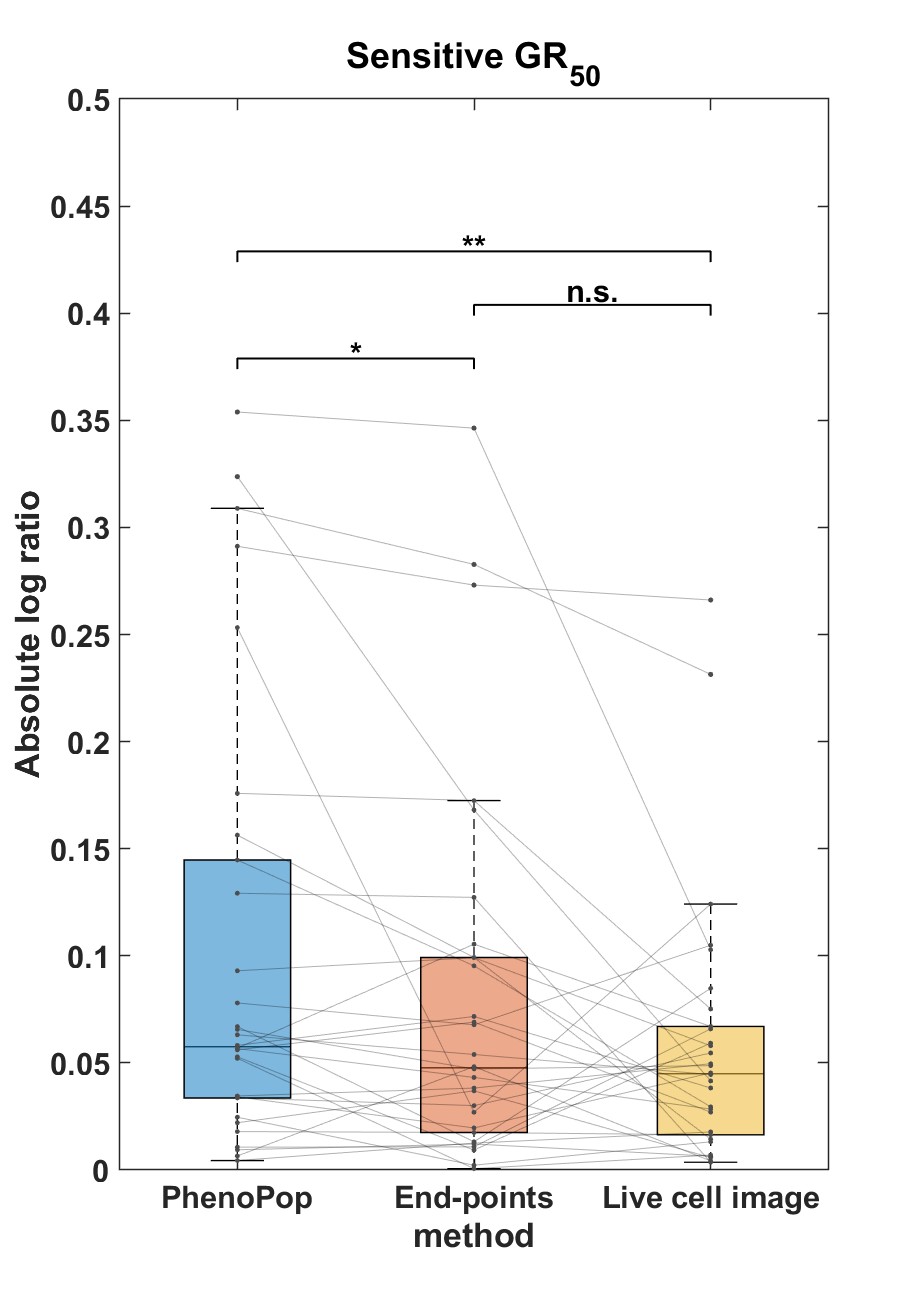 Sensitive GR50
0.5
0.45
**
n.s.
0.4
*
0.35
0.3
0.25
0.2
0.15
0.1
0.05
0
Absolute log ratio
PhenoPop End-points Live cell image
method